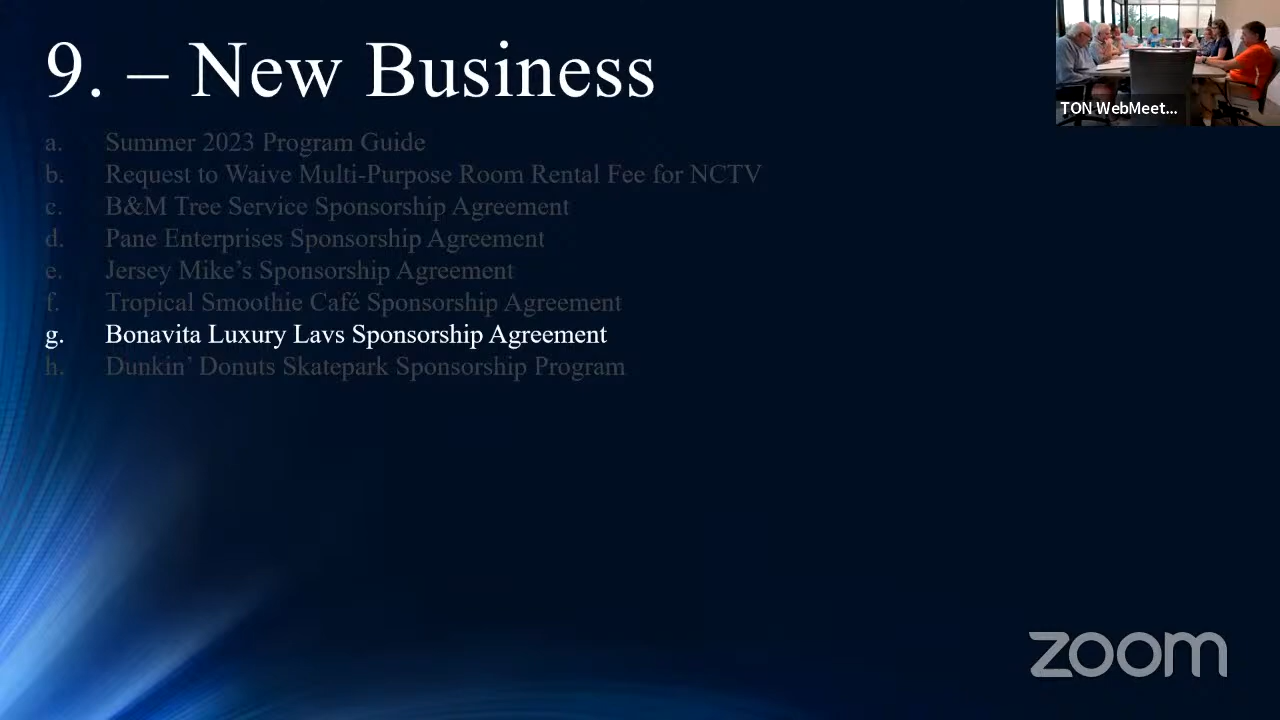 9. – New Business
a. Summer 2023 Program Guide
b. Request to Waive Multi-Purpose Room Rental Fee for NCTV
c. B&M Tree Service Sponsorship Agreement
d. Pane Enterprises Sponsorship Agreement
e. Jersey Mike’s Sponsorship Agreement
f. Tropical Smoothie Café Sponsorship Agreement
g. Bonavita Luxury Lavs Sponsorship Agreement
h. Dunkin’ Donuts Skatepark Sponsorship Program
TON WebMeet...
zoom